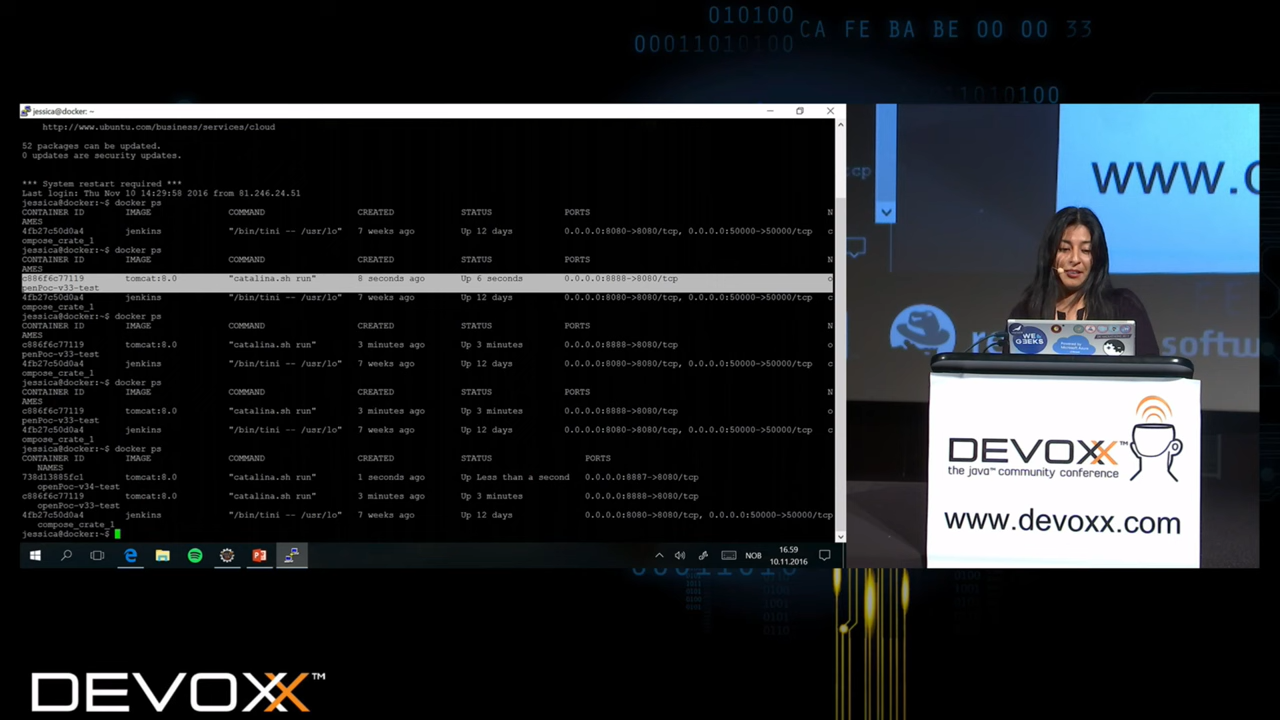 010100
00011010100
CA FE BA BE 00 00 33
1010100
jessica@docker: ~
http://www.ubuntu.com/business/services/cloud
52 packages can be updated.
0 updates are security updates.
*** System restart required ***
Last login: Thu Nov 10 14:29:58 2016 from 81.246.24.51
jessica@docker:~$ docker ps
CONTAINER ID IMAGE COMMAND CREATED STATUS PORTS N
AMES
4fb27c50d0a4 jenkins "/bin/tini -- /usr/lo" 7 weeks ago Up 12 days 0.0.0.0:8080->8080/tcp, 0.0.0.0:50000->50000/tcp c
ompose_crate_1
jessica@docker:~$ docker ps
CONTAINER ID IMAGE COMMAND CREATED STATUS PORTS N
AMES
c886f6c77119 tomcat:8.0 "catalina.sh run" 8 seconds ago Up 6 seconds 0.0.0.0:8888->8080/tcp o
penPoc-v33-test
4fb27c50d0a4 jenkins "/bin/tini -- /usr/lo" 7 weeks ago Up 12 days 0.0.0.0:8080->8080/tcp, 0.0.0.0:50000->50000/tcp c
ompose_crate_1
jessica@docker:~$ docker ps
CONTAINER ID IMAGE COMMAND CREATED STATUS PORTS N
AMES
c886f6c77119 tomcat:8.0 "catalina.sh run" 3 minutes ago Up 3 minutes 0.0.0.0:8888->8080/tcp o
penPoc-v33-test
4fb27c50d0a4 jenkins "/bin/tini -- /usr/lo" 7 weeks ago Up 12 days 0.0.0.0:8080->8080/tcp, 0.0.0.0:50000->50000/tcp c
ompose_crate_1
jessica@docker:~$ docker ps
CONTAINER ID IMAGE COMMAND CREATED STATUS PORTS N
AMES
c886f6c77119 tomcat:8.0 "catalina.sh run" 3 minutes ago Up 3 minutes 0.0.0.0:8888->8080/tcp o
penPoc-v33-test
4fb27c50d0a4 jenkins "/bin/tini -- /usr/lo" 7 weeks ago Up 12 days 0.0.0.0:8080->8080/tcp, 0.0.0.0:50000->50000/tcp c
ompose_crate_1
jessica@docker:~$ docker ps
CONTAINER ID IMAGE COMMAND CREATED STATUS PORTS
NAMES
738d13885fc1 tomcat:8.0 "catalina.sh run" 1 seconds ago Up Less than a second 0.0.0.0:8887->8080/tcp
openPoc-v34-test
c886f6c77119 tomcat:8.0 "catalina.sh run" 3 minutes ago Up 3 minutes 0.0.0.0:8888->8080/tcp
openPoc-v33-test
4fb27c50d0a4 jenkins "/bin/tini -- /usr/lo" 7 weeks ago Up 12 days 0.0.0.0:8080->8080/tcp, 0.0.0.0:50000->50000/tcp
compose_crate_1
jessica@docker:~$
NOB
16.59
10.11.2016
www.
WE
GEEKS
re
softw
DEVOXX™
the java™ community conference
www.devoxx.com
DEVOXX™